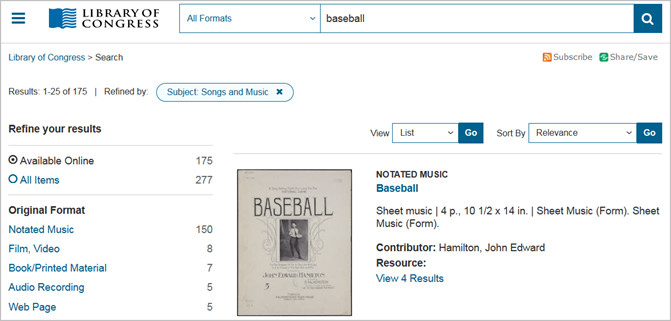 LIBRARY OF
CONGRESS
All Formats
baseball
Library of Congress > Search
Subscribe
Share/Save
Results: 1-25 of 175 | Refined by: Subject: Songs and Music ✖
Refine your results
View List Go Sort By Relevance Go
Available Online 175
All Items 277
Original Format
Notated Music 150
Film, Video 8
Book/Printed Material 7
Audio Recording 5
Web Page 5
BASEBALL
JOHN EDWARD HAMILTON
5
NOTATED MUSIC
Baseball
Sheet music | 4 p., 10 1/2 x 14 in. | Sheet Music (Form). Sheet
Music (Form).
Contributor: Hamilton, John Edward
Resource:
View 4 Results